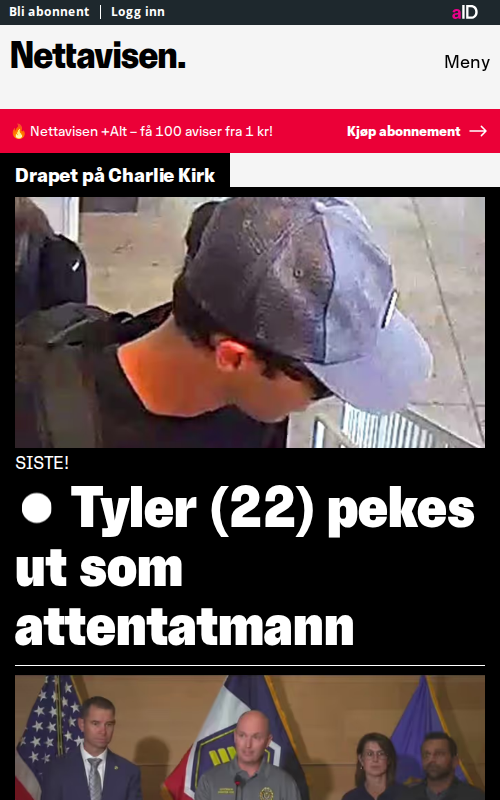 Bli abonnent | Logg inn
aID
Nettavisen.
Meny
🔥 Nettavisen +Alt – få 100 aviser fra 1 kr!
Kjøp abonnement →
Drapet på Charlie Kirk
SISTE!
Tyler (22) pekes
ut som
attentatmann